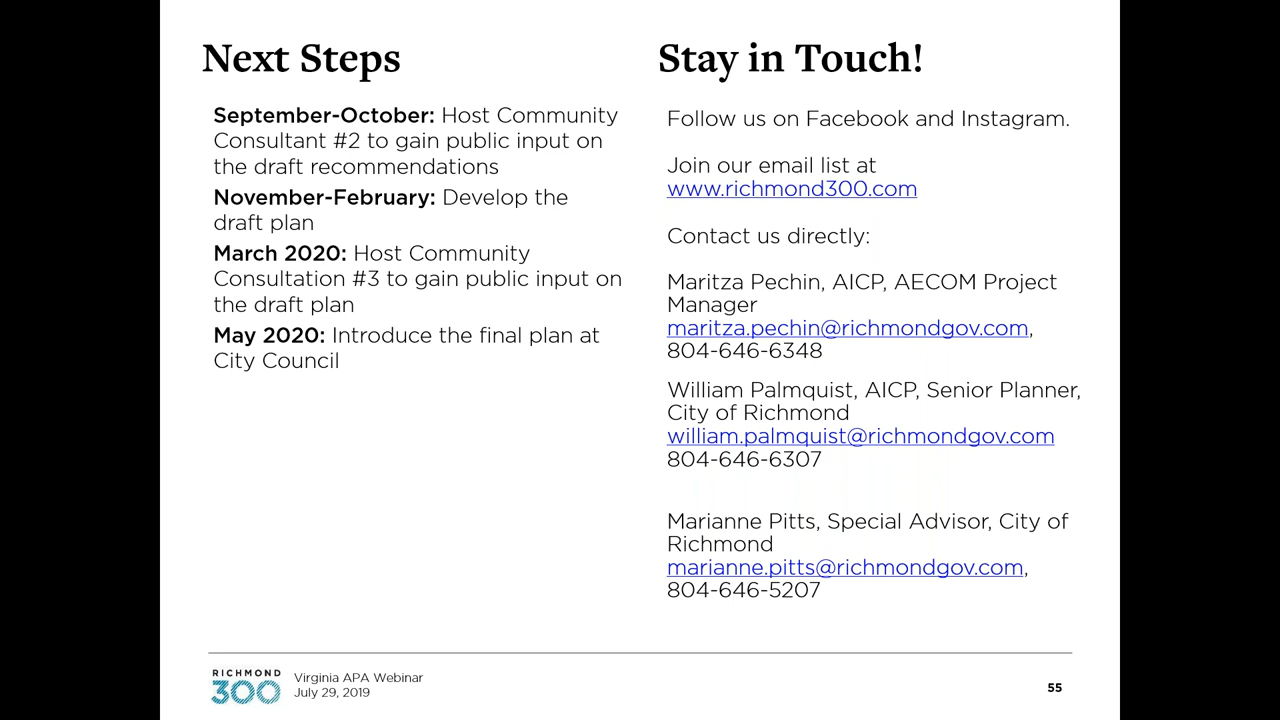 Next Steps
September-October: Host Community
Consultant #2 to gain public input on
the draft recommendations
November-February: Develop the
draft plan
March 2020: Host Community
Consultation #3 to gain public input on
the draft plan
May 2020: Introduce the final plan at
City Council
Stay in Touch!
Follow us on Facebook and Instagram.
Join our email list at
www.richmond300.com
Contact us directly:
Maritza Pechin, AICP, AECOM Project
Manager
maritza.pechin@richmondgov.com,
804-646-6348
William Palmquist, AICP, Senior Planner,
City of Richmond
william.palmquist@richmondgov.com
804-646-6307
Marianne Pitts, Special Advisor, City of
Richmond
marianne.pitts@richmondgov.com,
804-646-5207
RICHMOND
300
Virginia APA Webinar
July 29, 2019
55